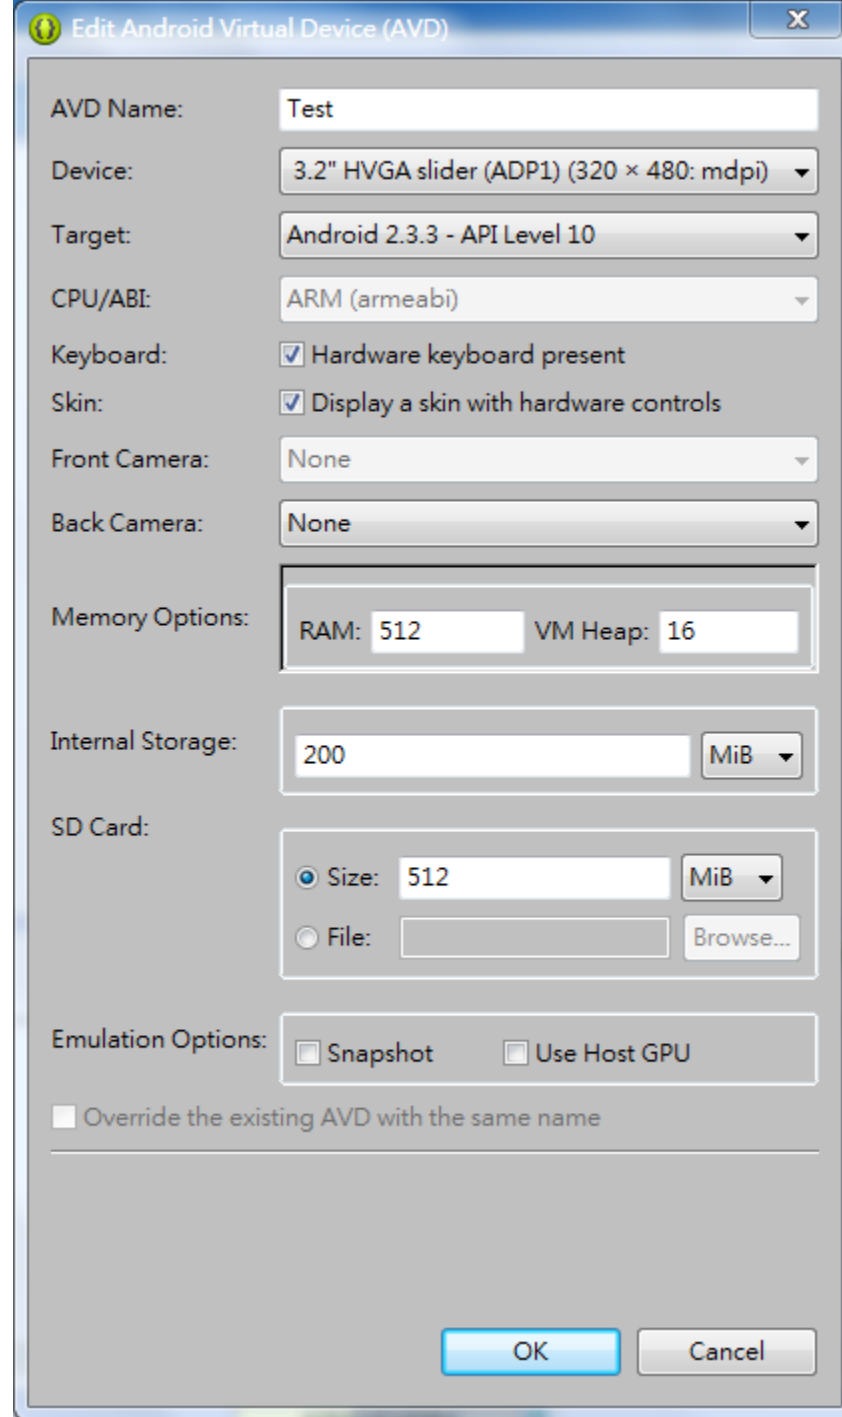 Edit Android Virtual Device (AVD)
x
AVD Name: Test
Device: 3.2" HVGA slider (ADP1) (320 × 480: mdpi)
Target: Android 2.3.3 - API Level 10
CPU/ABI: ARM (armeabi)
Keyboard: Hardware keyboard present
Skin: Display a skin with hardware controls
Front Camera: None
Back Camera: None
Memory Options: RAM: 512 VM Heap: 16
Internal Storage: 200 MiB
SD Card:
Size: 512 MiB
File: Browse...
Emulation Options: Snapshot Use Host GPU
Override the existing AVD with the same name
OK Cancel